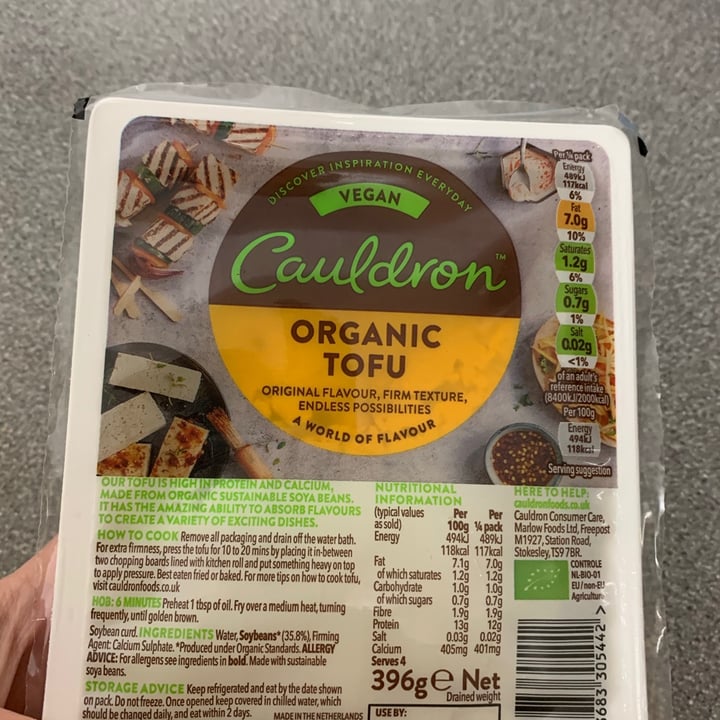 DISCOVER INSPIRATION EVERYDAY
VEGAN
Cauldron™
ORGANIC
TOFU
ORIGINAL FLAVOUR, FIRM TEXTURE,
ENDLESS POSSIBILITIES
A WORLD OF FLAVOUR
Per ¼ pack
Energy
489kJ
117kcal
6%
Fat
7.0g
10%
Saturates
1.2g
6%
Sugars
0.7g
1%
Salt
0.02g
<1%
of an adult's
reference intake
(8400kJ/2000kcal)
Per 100g
Energy
494kJ
118kcal
Serving suggestion
OUR TOFU IS HIGH IN PROTEIN AND CALCIUM,
MADE FROM ORGANIC SUSTAINABLE SOYA BEANS.
IT HAS THE AMAZING ABILITY TO ABSORB FLAVOURS
TO CREATE A VARIETY OF EXCITING DISHES.
HOW TO COOK Remove all packaging and drain off the water bath.
For extra firmness, press the tofu for 10 to 20 mins by placing it in-between
two chopping boards lined with kitchen roll and put something heavy on top
to apply pressure. Best eaten fried or baked. For more tips on how to cook tofu,
visit cauldronfoods.co.uk
HOB: 6 MINUTES Preheat 1 tbsp of oil. Fry over a medium heat, turning
frequently, until golden brown.
Soybean curd. INGREDIENTS Water, Soybeans* (35.8%), Firming
Agent: Calcium Sulphate. *Produced under Organic Standards. ALLERGY
ADVICE: For allergens see ingredients in bold. Made with sustainable
soya beans.
STORAGE ADVICE Keep refrigerated and eat by the date shown
on pack. Do not freeze. Once opened keep covered in chilled water, which
should be changed daily, and eat within 2 days.
MADE IN THE NETHERLANDS
NUTRITIONAL
INFORMATION
(typical values Per Per
as sold) 100g ¼ pack
Energy 494kJ 489kJ
118kcal 117kcal
Fat 7.1g 7.0g
of which saturates 1.2g 1.2g
Carbohydrate 1.0g 1.0g
of which sugars 0.7g 0.7g
Fibre 1.9g 1.9g
Protein 13g 12g
Salt 0.03g 0.02g
Calcium 405mg 401mg
Serves 4
396g e Net
Drained weight
USE BY:
HERE TO HELP:
cauldronfoods.co.uk
Cauldron Consumer Care,
Marlow Foods Ltd, Freepost
M1927, Station Road,
Stokesley, TS9 7BR.
CONTROLE
NL-BIO-01
EU/non-EU
Agriculture
683 305442 >